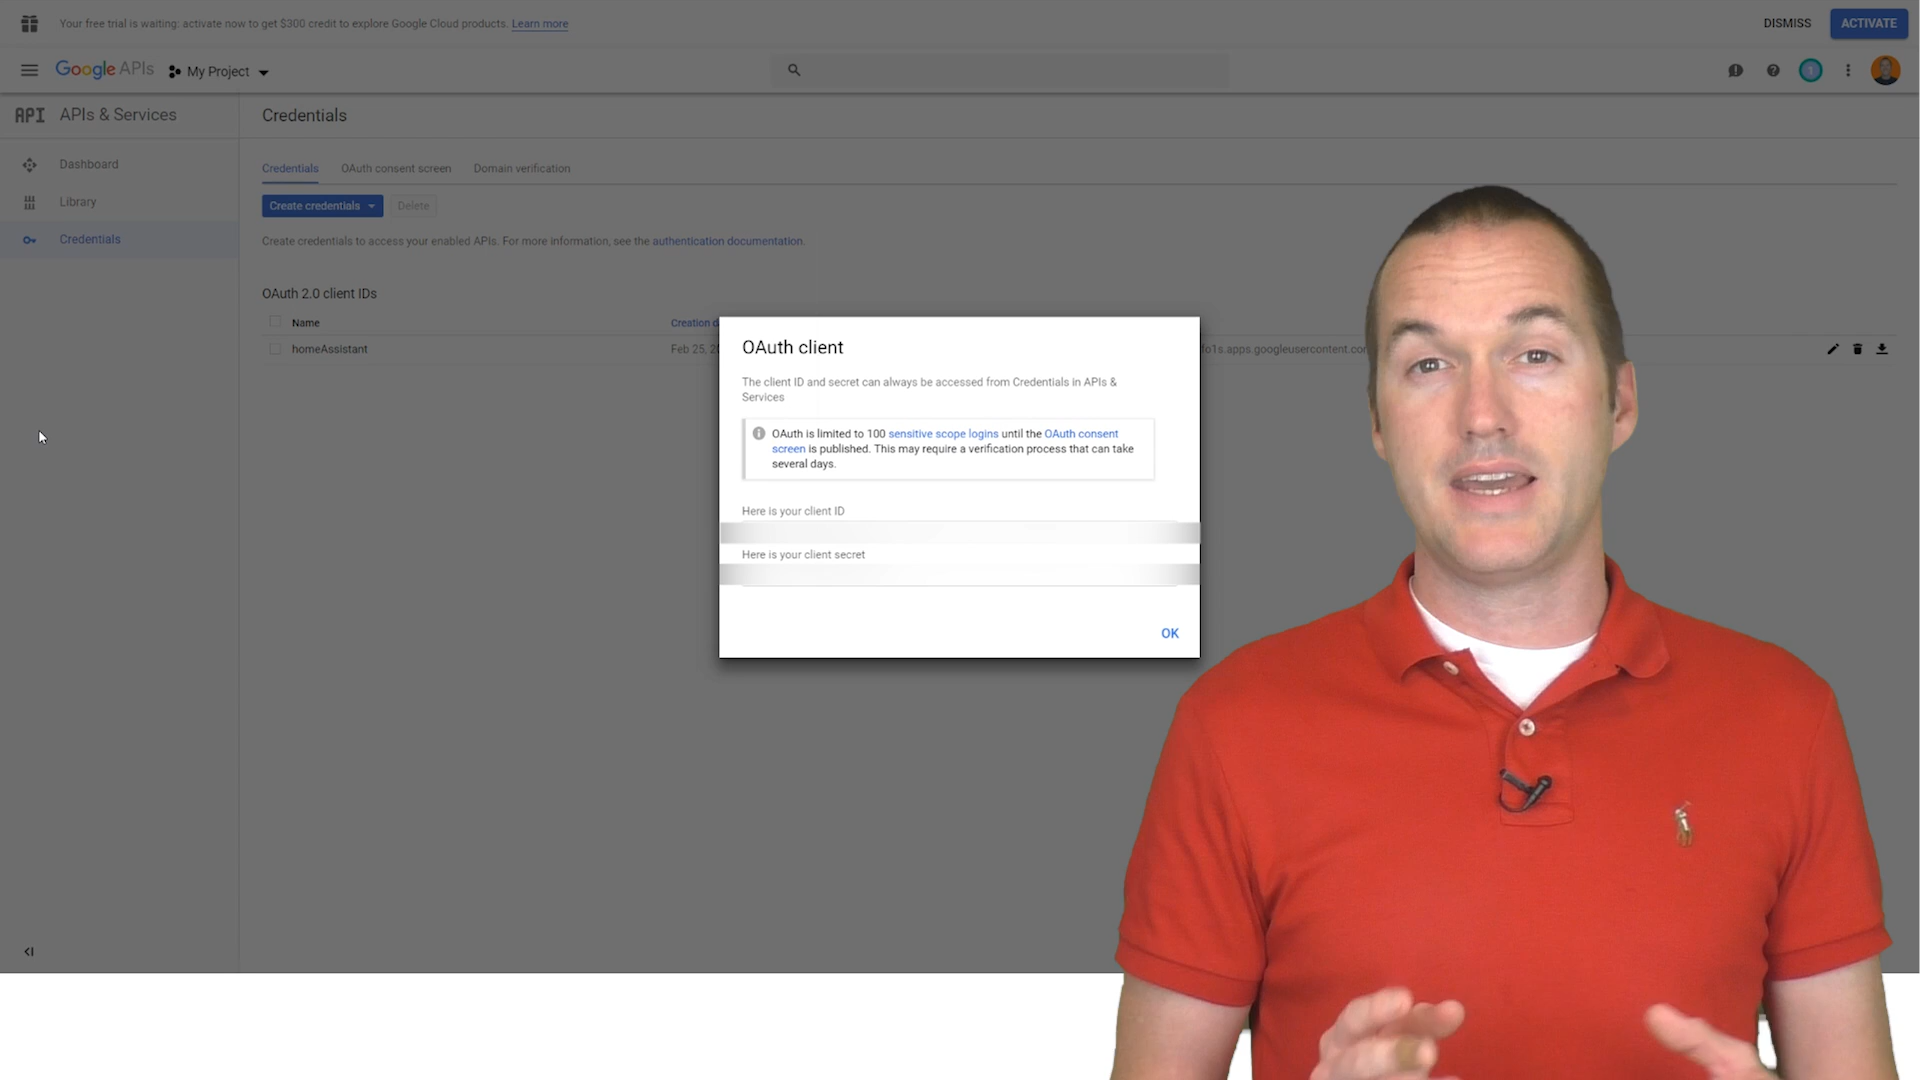 Your free trial is waiting: activate now to get $300 credit to explore Google Cloud products. Learn more
DISMISS
ACTIVATE
Google APIs
My Project
API APIs & Services
Credentials
Dashboard
Library
Credentials
Credentials
OAuth consent screen
Domain verification
Create credentials
Delete
Create credentials to access your enabled APIs. For more information, see the authentication documentation.
OAuth 2.0 client IDs
Name
Creation d
homeAssistant
Feb 25, 2
fo1s.apps.googleusercontent.co
OAuth client
The client ID and secret can always be accessed from Credentials in APIs &
Services
OAuth is limited to 100 sensitive scope logins until the OAuth consent
screen is published. This may require a verification process that can take
several days.
Here is your client ID
Here is your client secret
OK